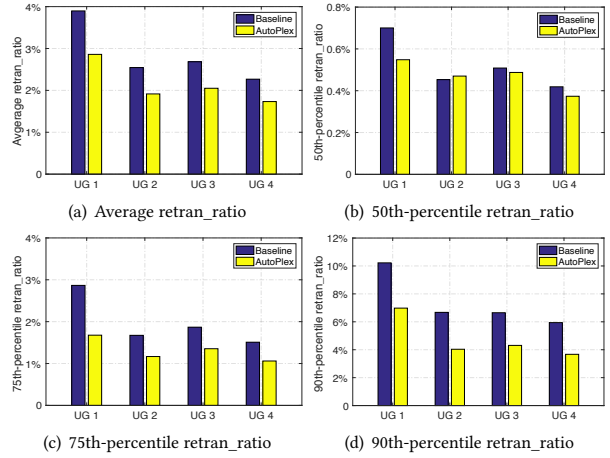 4%
3%
2%
1%
0
Avgerage retran_ratio
Baseline
AutoPlex
UG 1 UG 2 UG 3 UG 4
(a) Average retran_ratio
0.8%
0.6%
0.4%
0.2%
0
50th-percentile retran_ratio
Baseline
AutoPlex
UG 1 UG 2 UG 3 UG 4
(b) 50th-percentile retran_ratio
4%
3%
2%
1%
0
75th-percentile retran_ratio
Baseline
AutoPlex
UG 1 UG 2 UG 3 UG 4
(c) 75th-percentile retran_ratio
12%
10%
8%
6%
4%
2%
0
90th-percentile retran_ratio
Baseline
AutoPlex
UG 1 UG 2 UG 3 UG 4
(d) 90th-percentile retran_ratio